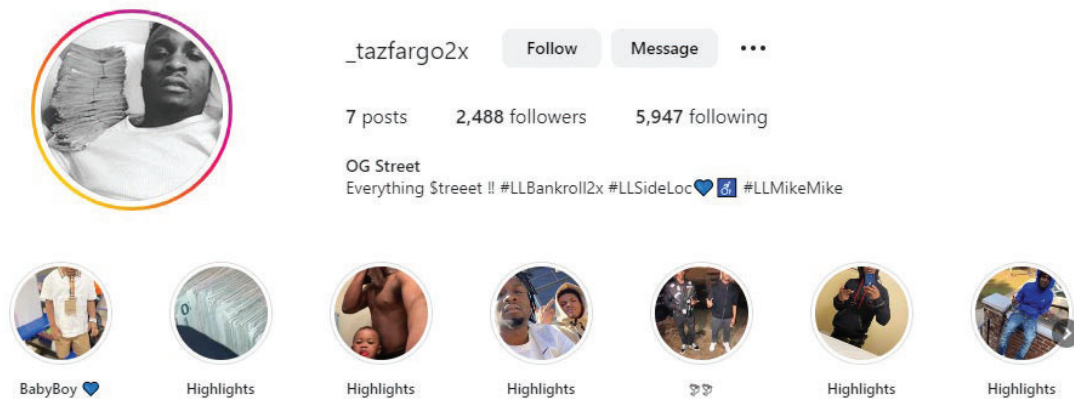 _tazfargo2x Follow Message •••
7 posts 2,488 followers 5,947 following
OG Street
Everything $treeet ‼ #LLBankroll2x #LLSideLoc💙♿ #LLMikeMike
BabyBoy 💙 Highlights Highlights Highlights 🕊🕊 Highlights Highlights